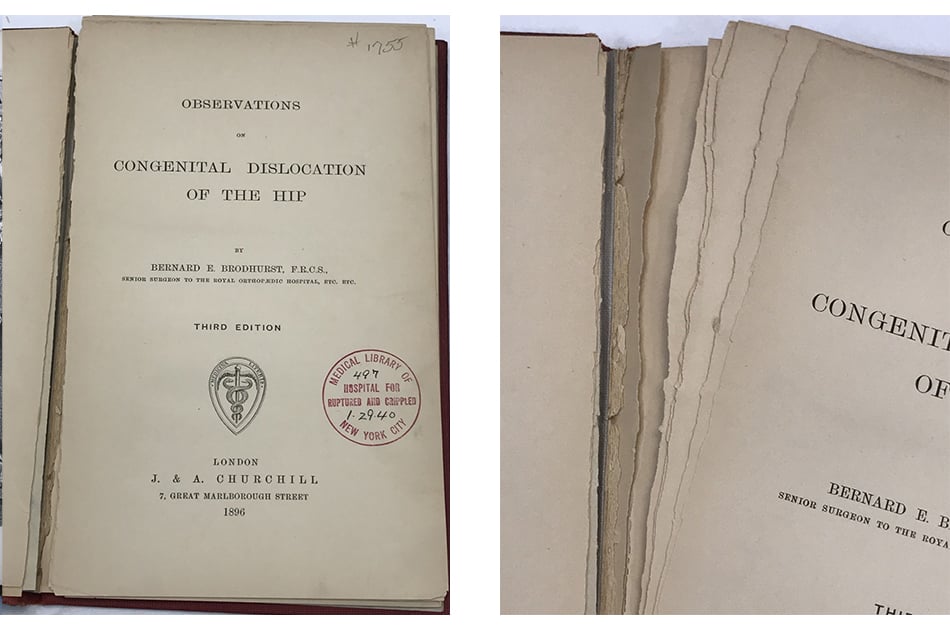 # 1755
OBSERVATIONS
ON
CONGENITAL DISLOCATION
OF THE HIP
BY
BERNARD E. BRODHURST, F.R.C.S.,
SENIOR SURGEON TO THE ROYAL ORTHOPÆDIC HOSPITAL, ETC. ETC.
THIRD EDITION
MEDICAL LIBRARY OF
497
HOSPITAL FOR
RUPTURED AND CRIPPLED
1.29.40
NEW YORK CITY
LONDON
J. & A. CHURCHILL
7, GREAT MARLBOROUGH STREET
1896
CONGENIT
OF
BERNARD E. B
SENIOR SURGEON TO THE ROYA
THIR